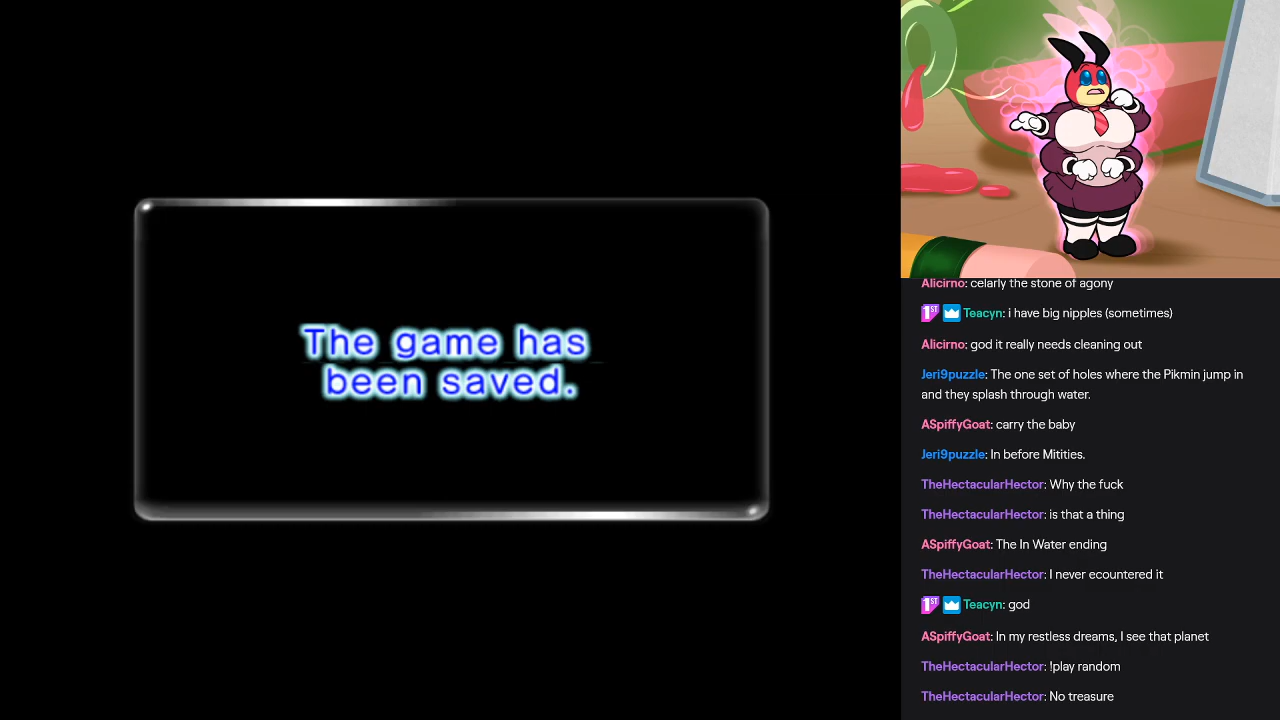 The game has
been saved.
Alicirno: celarly the stone of agony
1ST Teacyn: i have big nipples (sometimes)
Alicirno: god it really needs cleaning out
Jeri9puzzle: The one set of holes where the Pikmin jump in
and they splash through water.
ASpiffyGoat: carry the baby
Jeri9puzzle: In before Mitities.
TheHectacularHector: Why the fuck
TheHectacularHector: is that a thing
ASpiffyGoat: The In Water ending
TheHectacularHector: I never ecountered it
1ST Teacyn: god
ASpiffyGoat: In my restless dreams, I see that planet
TheHectacularHector: !play random
TheHectacularHector: No treasure